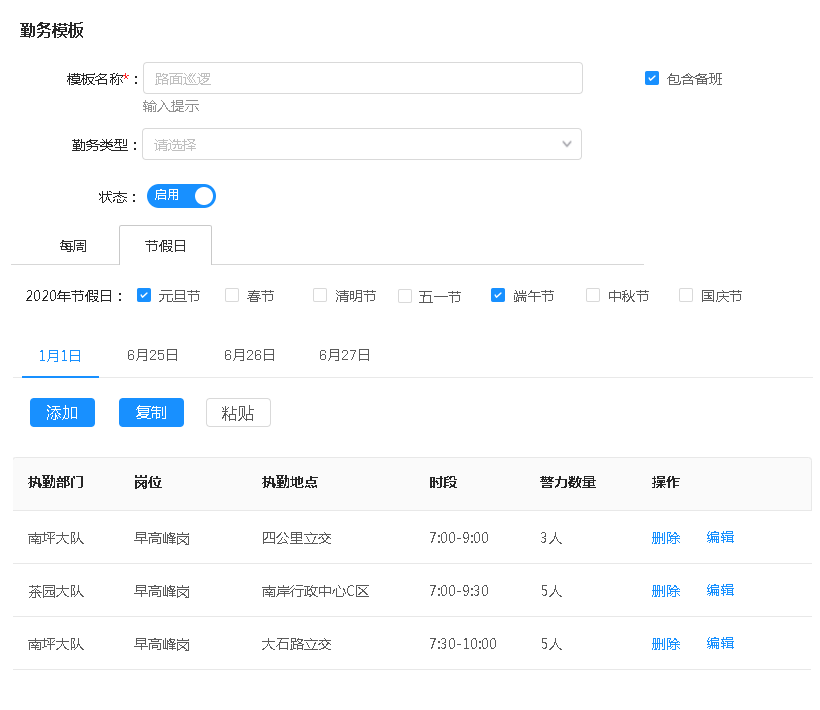 勤务模板
模板名称*： 路面巡逻 包含备班
输入提示
勤务类型： 请选择
状态： 启用
每周 节假日
2020年节假日： 元旦节 春节 清明节 五一节 端午节 中秋节 国庆节
1月1日 6月25日 6月26日 6月27日
添加 复制 粘贴
执勤部门 岗位 执勤地点 时段 警力数量 操作
南坪大队 早高峰岗 四公里立交 7:00-9:00 3人 删除 编辑
茶园大队 早高峰岗 南岸行政中心C区 7:00-9:30 5人 删除 编辑
南坪大队 早高峰岗 大石路立交 7:30-10:00 5人 删除 编辑